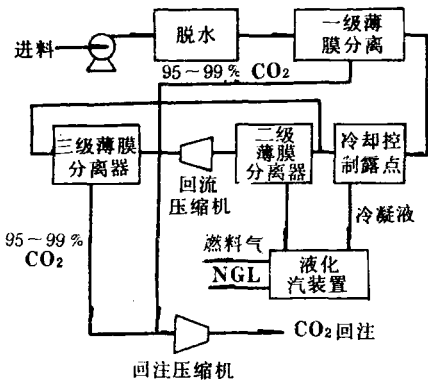 进料
脱水
一级薄
膜分离
95～99％ CO₂
三级薄膜
分离器
回流
压缩机
二级
薄膜
分离器
冷却控
制露点
冷凝液
95～99％
CO₂
燃料气
NGL
液化
汽装置
CO₂回注
回注压缩机